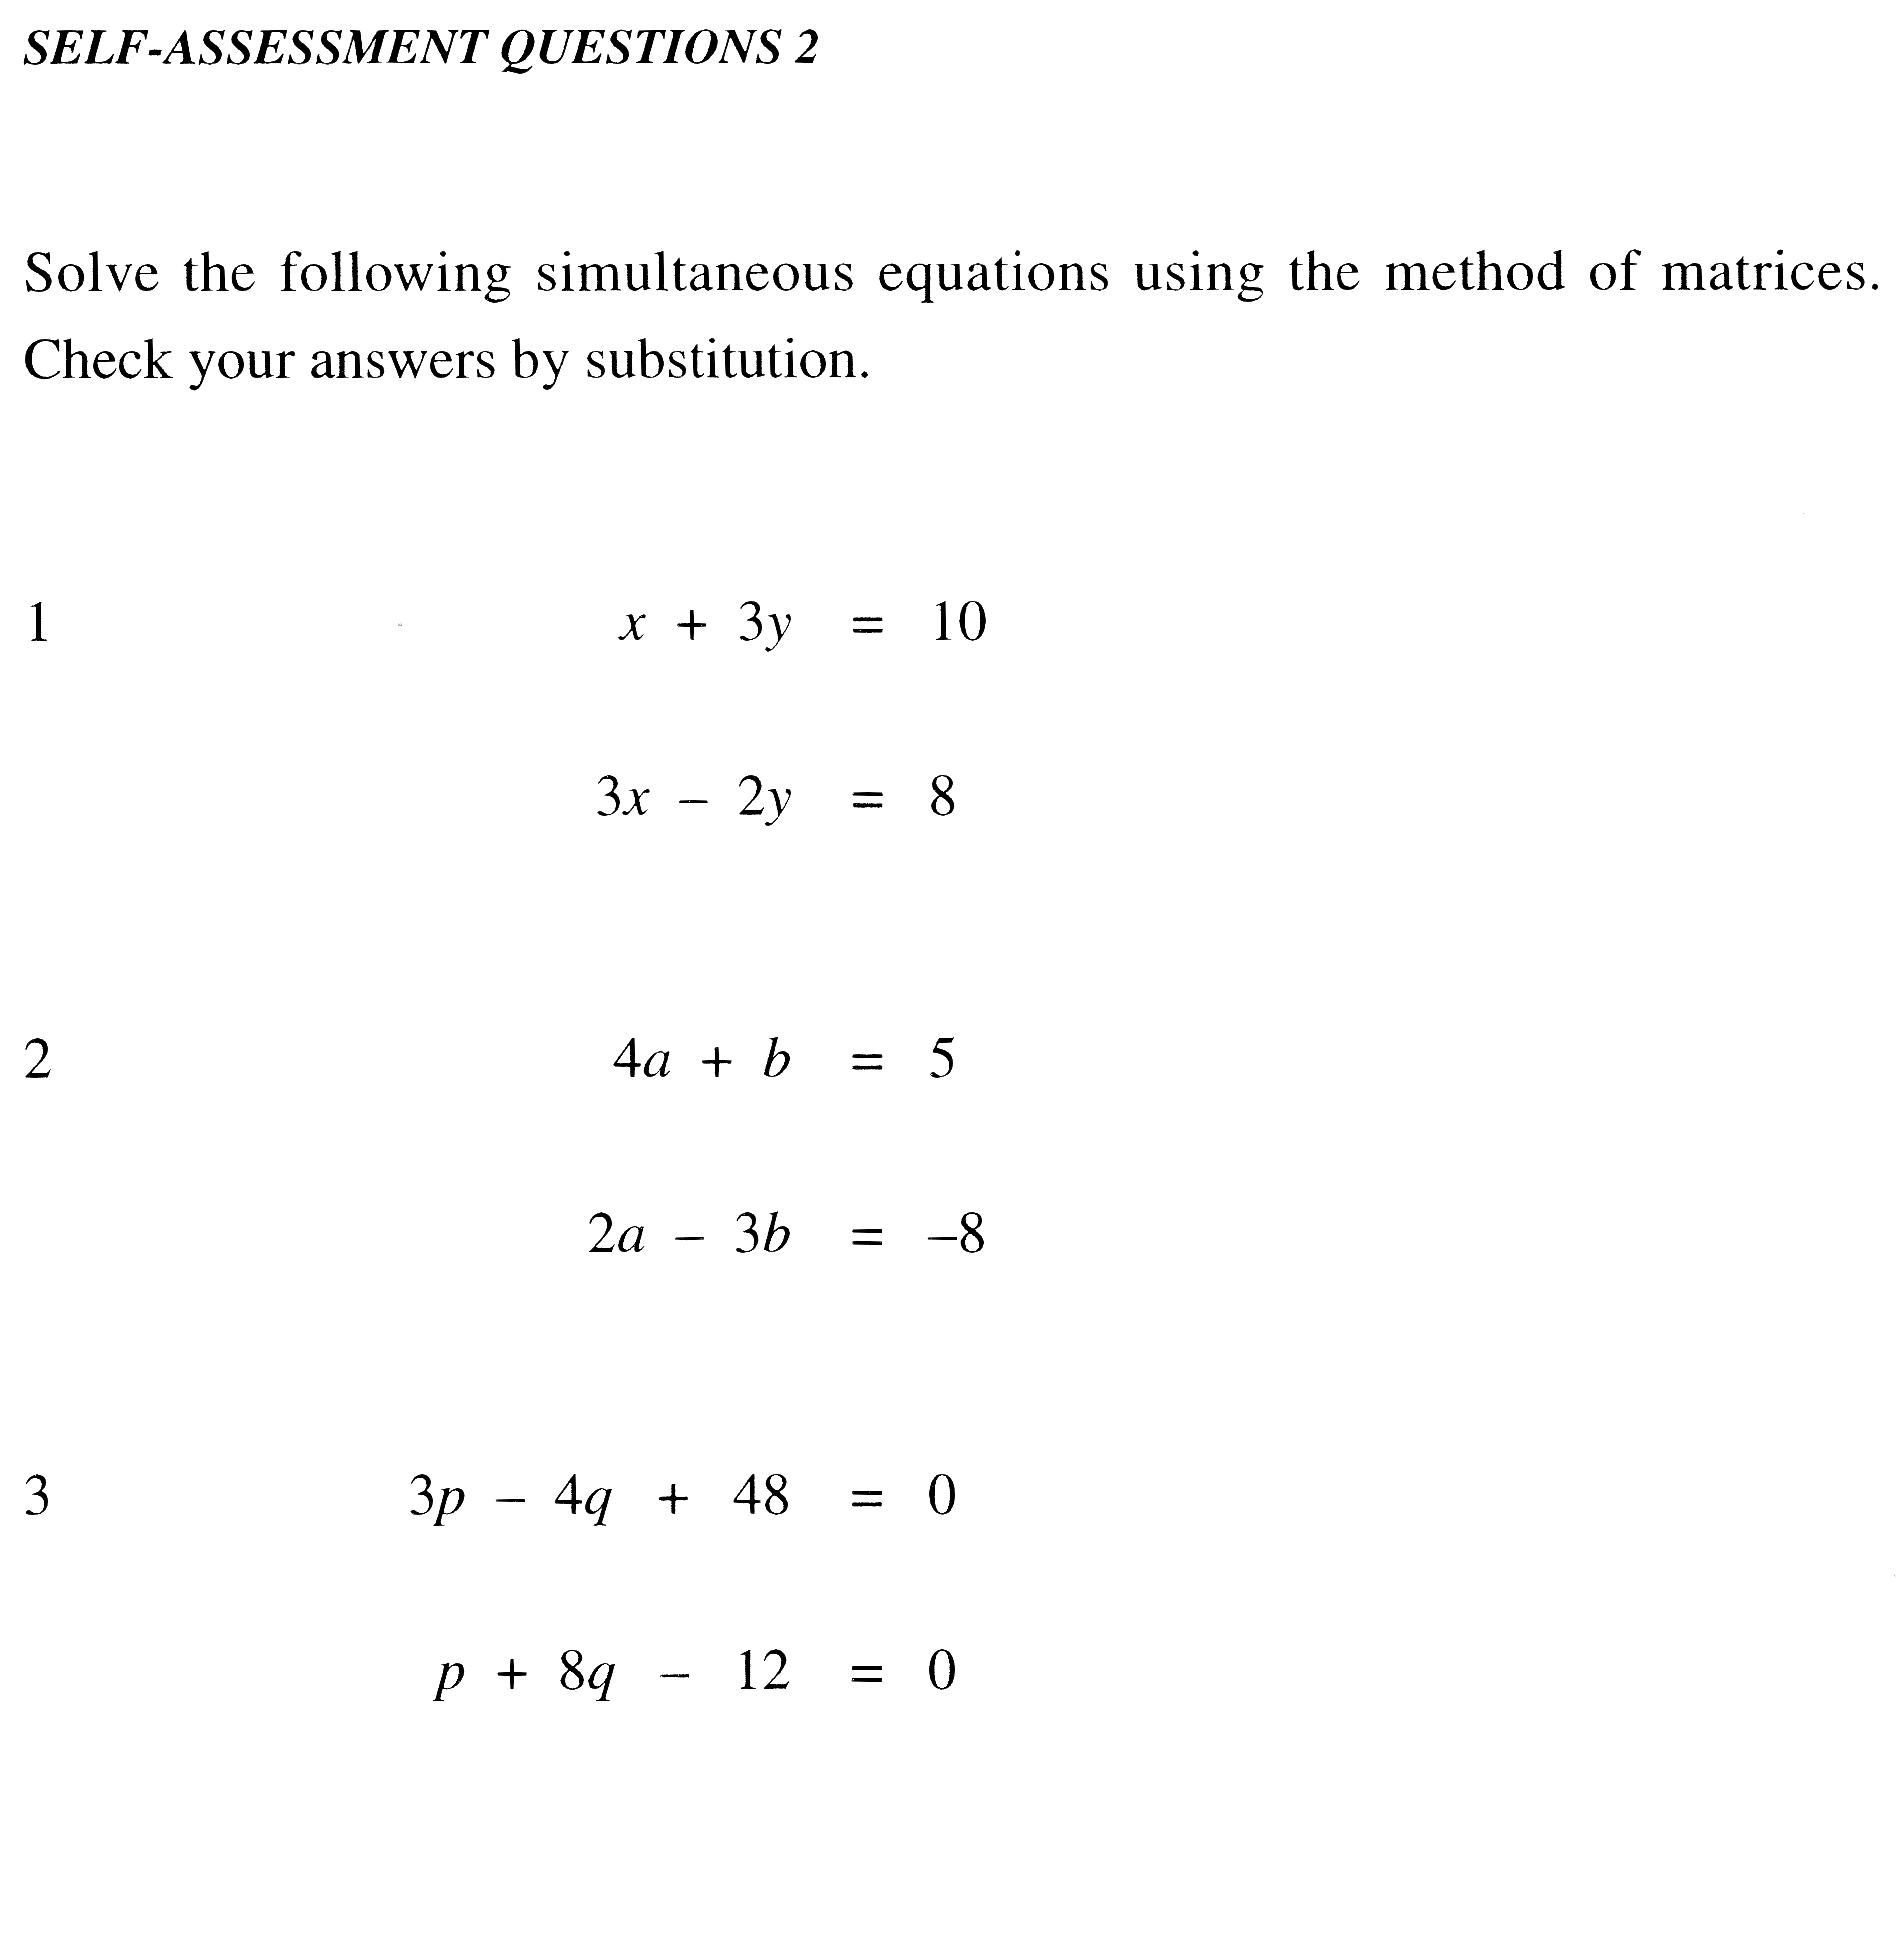 SELF-ASSESSMENT QUESTIONS 2
Solve the following simultaneous equations using the method of matrices.
Check your answers by substitution.
1 x + 3y = 10
3x – 2y = 8
2 4a + b = 5
2a – 3b = –8
3 3p – 4q + 48 = 0
p + 8q – 12 = 0